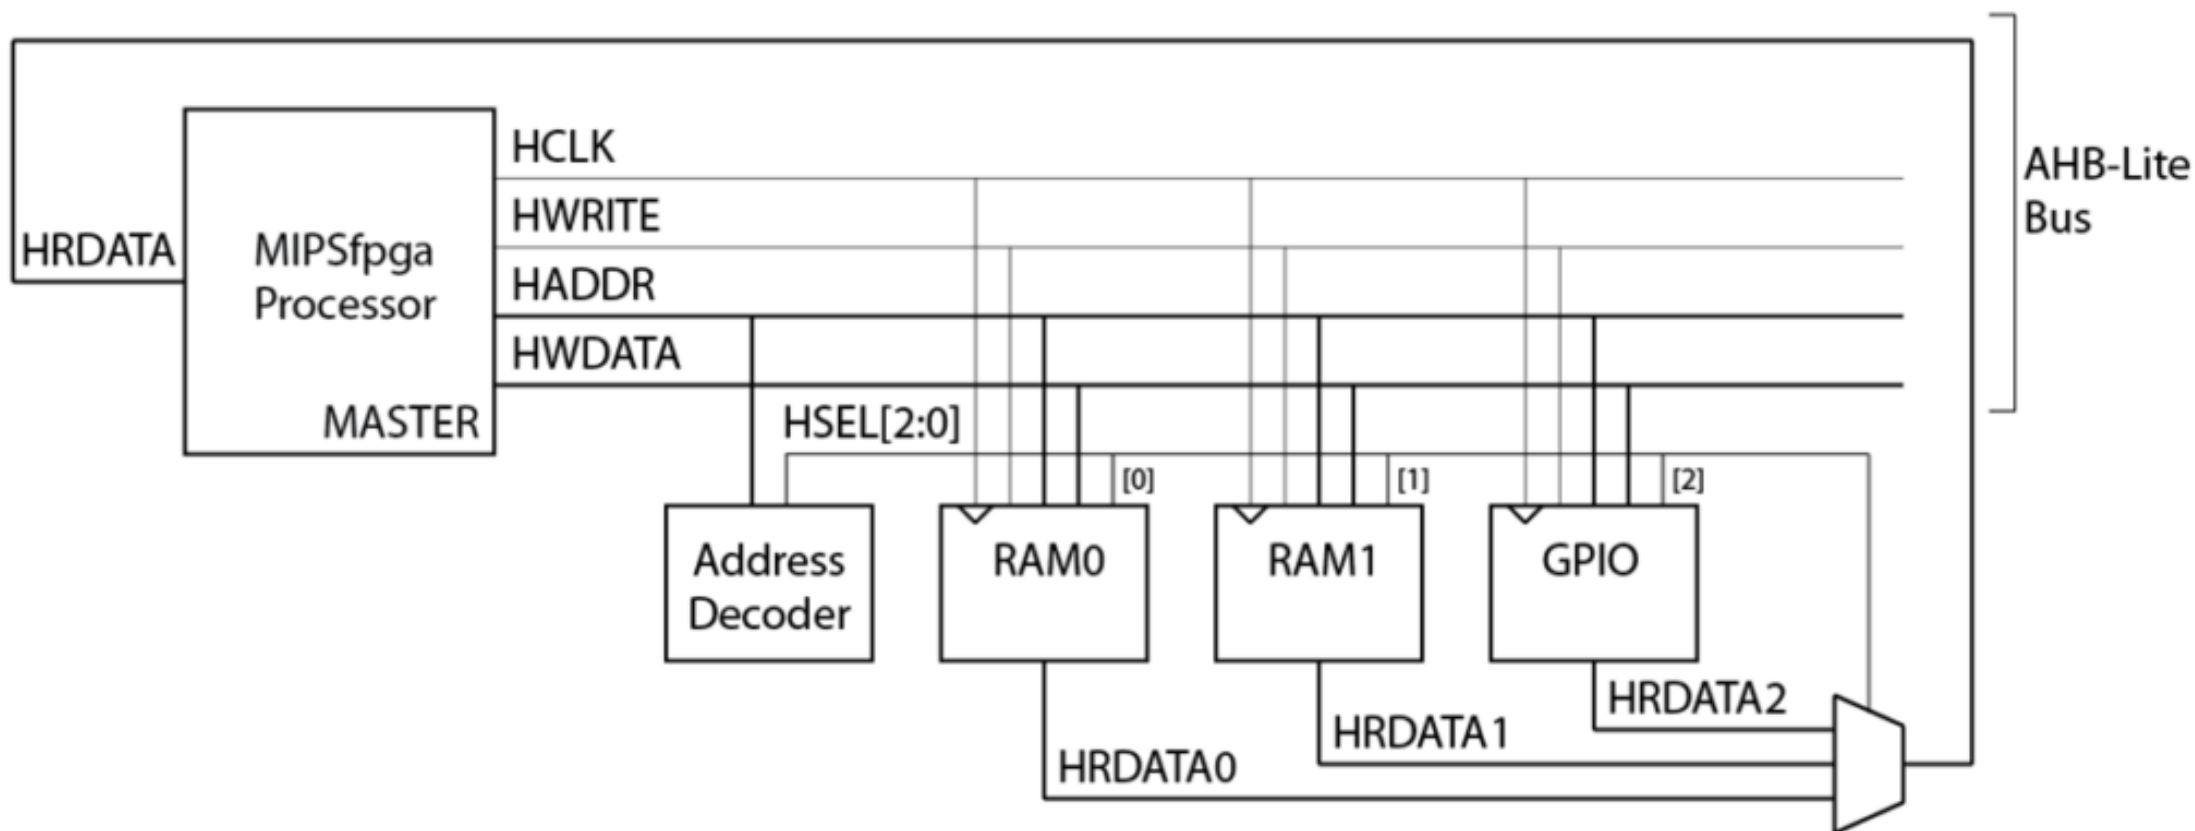 HCLK
HWRITE
HADDR
HWDATA
HRDATA
MIPSfpga
Processor
MASTER
AHB-Lite
Bus
HSEL[2:0]
[0]
[1]
[2]
Address
Decoder
RAM0
RAM1
GPIO
HRDATA2
HRDATA1
HRDATA0